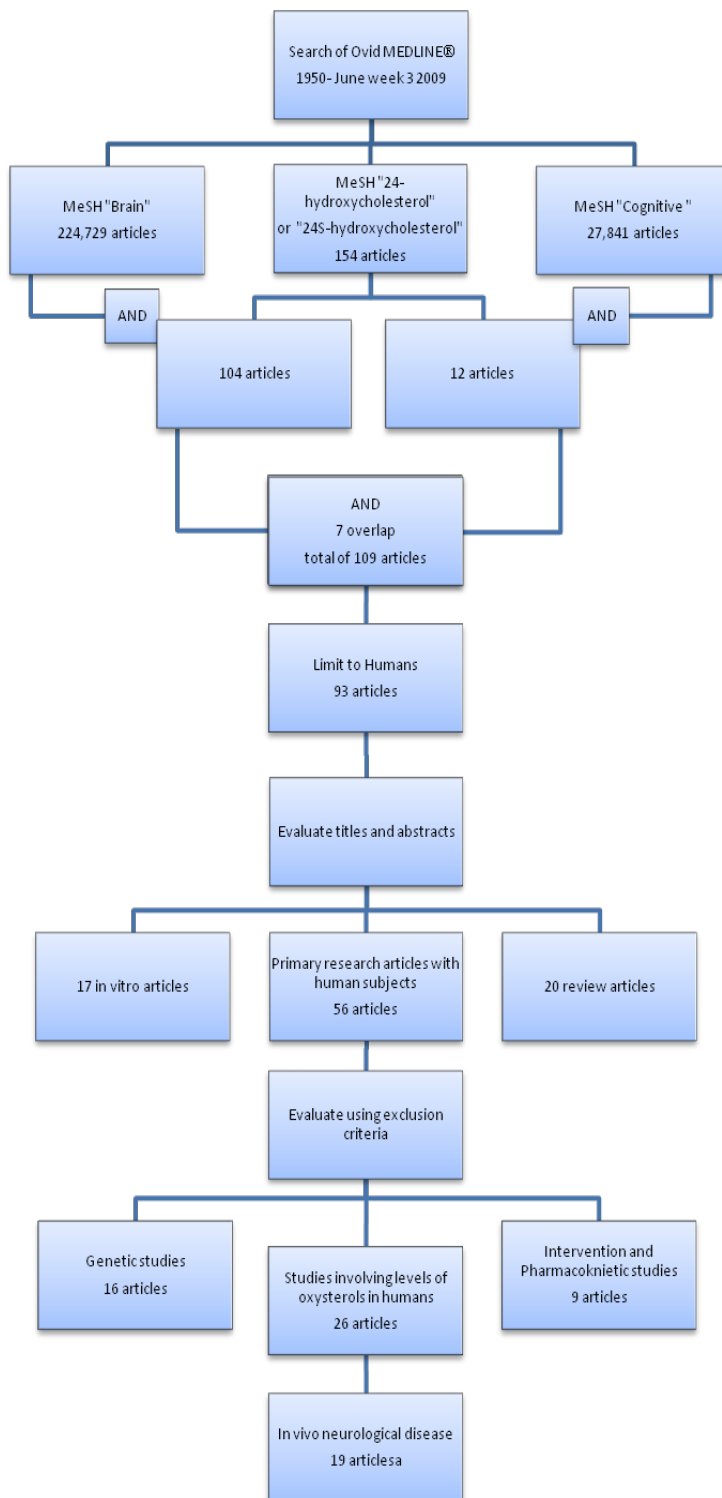 Search of Ovid MEDLINE®
1950- June week 3 2009
MeSH "Brain"
224,729 articles
MeSH "24-
hydroxycholesterol"
or "24S-hydroxycholesterol"
154 articles
MeSH "Cognitive "
27,841 articles
AND
AND
104 articles
12 articles
AND
7 overlap
total of 109 articles
Limit to Humans
93 articles
Evaluate titles and abstracts
17 in vitro articles
Primary research articles with
human subjects
56 articles
20 review articles
Evaluate using exclusion
criteria
Genetic studies
16 articles
Studies involving levels of
oxysterols in humans
26 articles
Intervention and
Pharmacoknietic studies
9 articles
In vivo neurological disease
19 articlesa